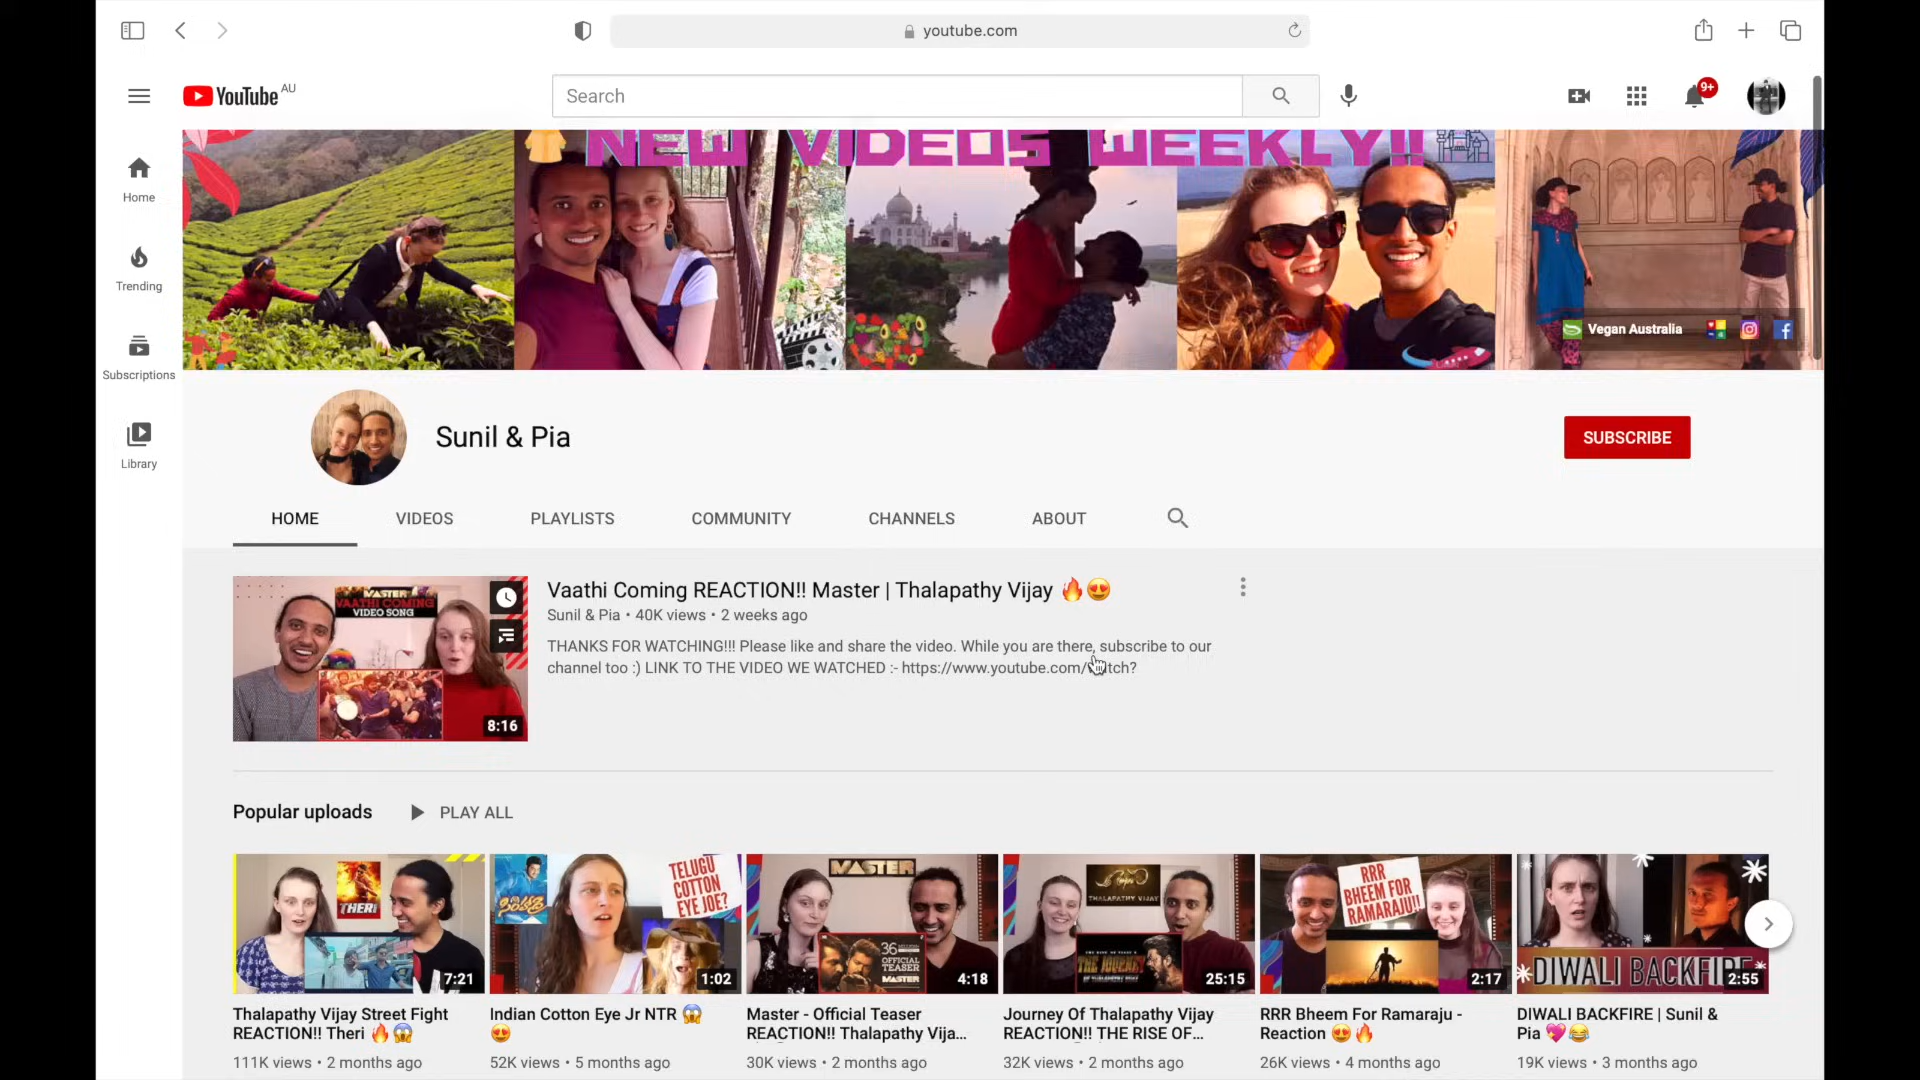 youtube.com
YouTube AU
Search
9+
Home
Trending
Subscriptions
Library
NEW VIDEOS WEEKLY!!
Vegan Australia
Sunil & Pia
SUBSCRIBE
HOME
VIDEOS
PLAYLISTS
COMMUNITY
CHANNELS
ABOUT
MASTER
VAATHI COMING
VIDEO SONG
8:16
Vaathi Coming REACTION!! Master | Thalapathy Vijay 🔥😍
Sunil & Pia • 40K views • 2 weeks ago
THANKS FOR WATCHING!!! Please like and share the video. While you are there, subscribe to our
channel too :) LINK TO THE VIDEO WE WATCHED :- https://www.youtube.com/watch?
Popular uploads
PLAY ALL
THERI
7:21
TELUGU
COTTON
EYE JOE?
1:02
MASTER
36
OFFICIAL
TEASER
MASTER
4:18
THALAPATHY VIJAY
THE JOURNEY
25:15
RRR
BHEEM FOR
RAMARAJU!!
2:17
DIWALI BACKFIRE
2:55
Thalapathy Vijay Street Fight
REACTION!! Theri 🔥😱
111K views • 2 months ago
Indian Cotton Eye Jr NTR 😱
😍
52K views • 5 months ago
Master - Official Teaser
REACTION!! Thalapathy Vija...
30K views • 2 months ago
Journey Of Thalapathy Vijay
REACTION!! THE RISE OF...
32K views • 2 months ago
RRR Bheem For Ramaraju -
Reaction 😍🔥
26K views • 4 months ago
DIWALI BACKFIRE | Sunil &
Pia 💖😂
19K views • 3 months ago